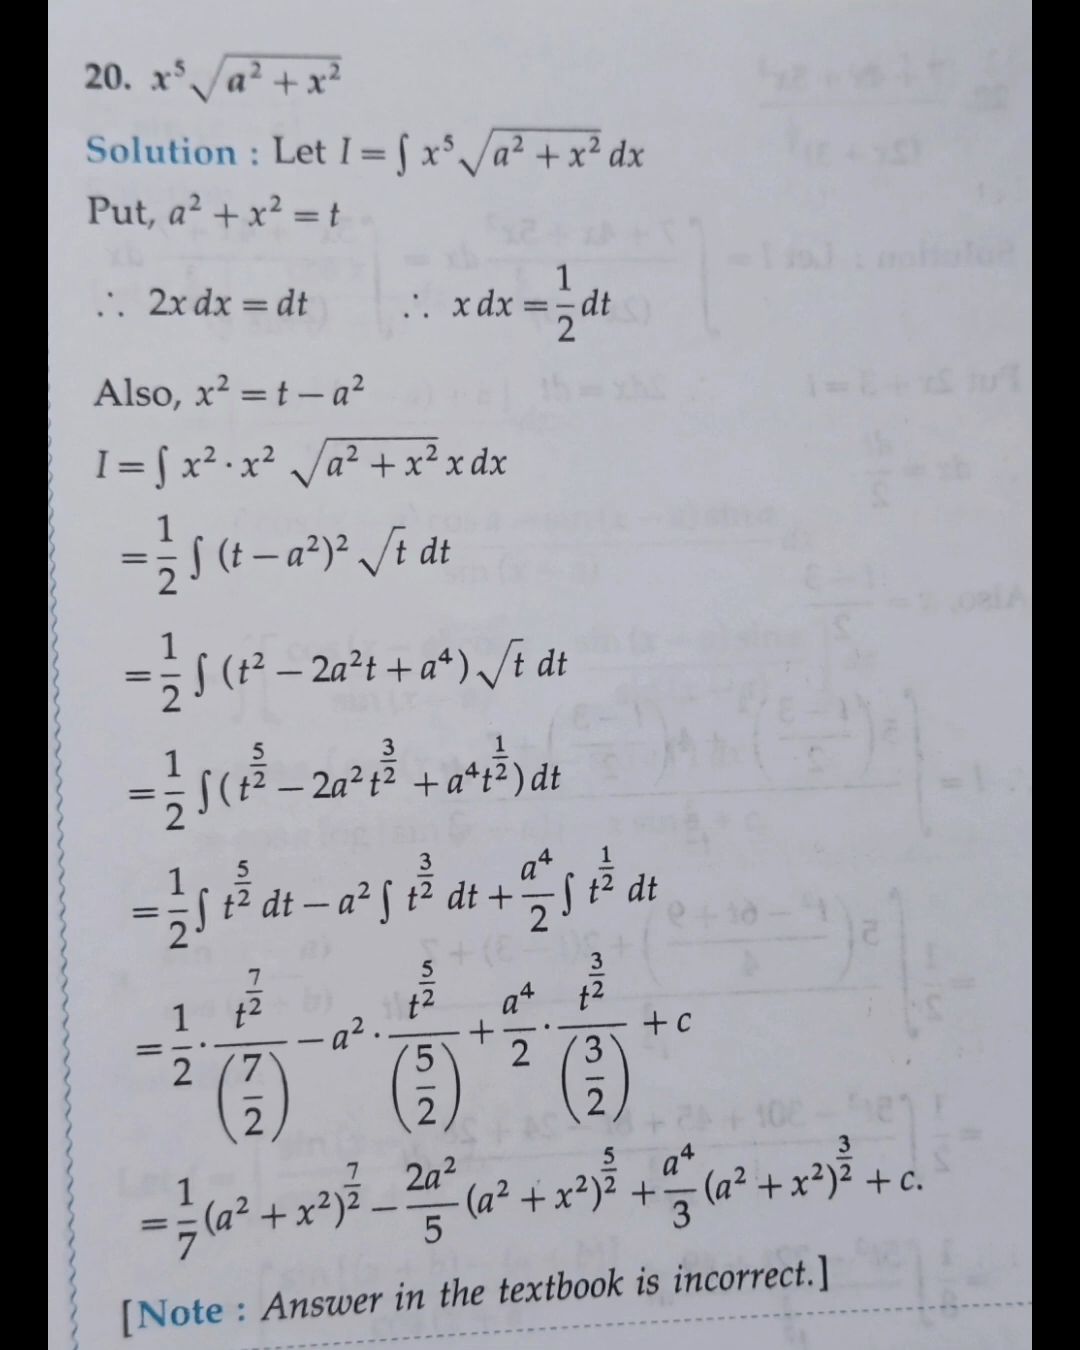 20. x⁵√(a² + x²)
Solution : Let I = ∫ x⁵√(a² + x²) dx
Put, a² + x² = t
∴ 2x dx = dt ∴ x dx = 1/2 dt
Also, x² = t – a²
I = ∫ x² · x² √(a² + x²) x dx
= 1/2 ∫ (t – a²)² √t dt
= 1/2 ∫ (t² – 2a²t + a⁴) √t dt
= 1/2 ∫ (t^(5/2) – 2a² t^(3/2) + a⁴t^(1/2)) dt
= 1/2 ∫ t^(5/2) dt – a² ∫ t^(3/2) dt + a⁴/2 ∫ t^(1/2) dt
= 1/2 · t^(7/2)/(7/2) – a² · t^(5/2)/(5/2) + a⁴/2 · t^(3/2)/(3/2) + c
= 1/7 (a² + x²)^(7/2) – 2a²/5 (a² + x²)^(5/2) + a⁴/3 (a² + x²)^(3/2) + c.
[Note : Answer in the textbook is incorrect.]